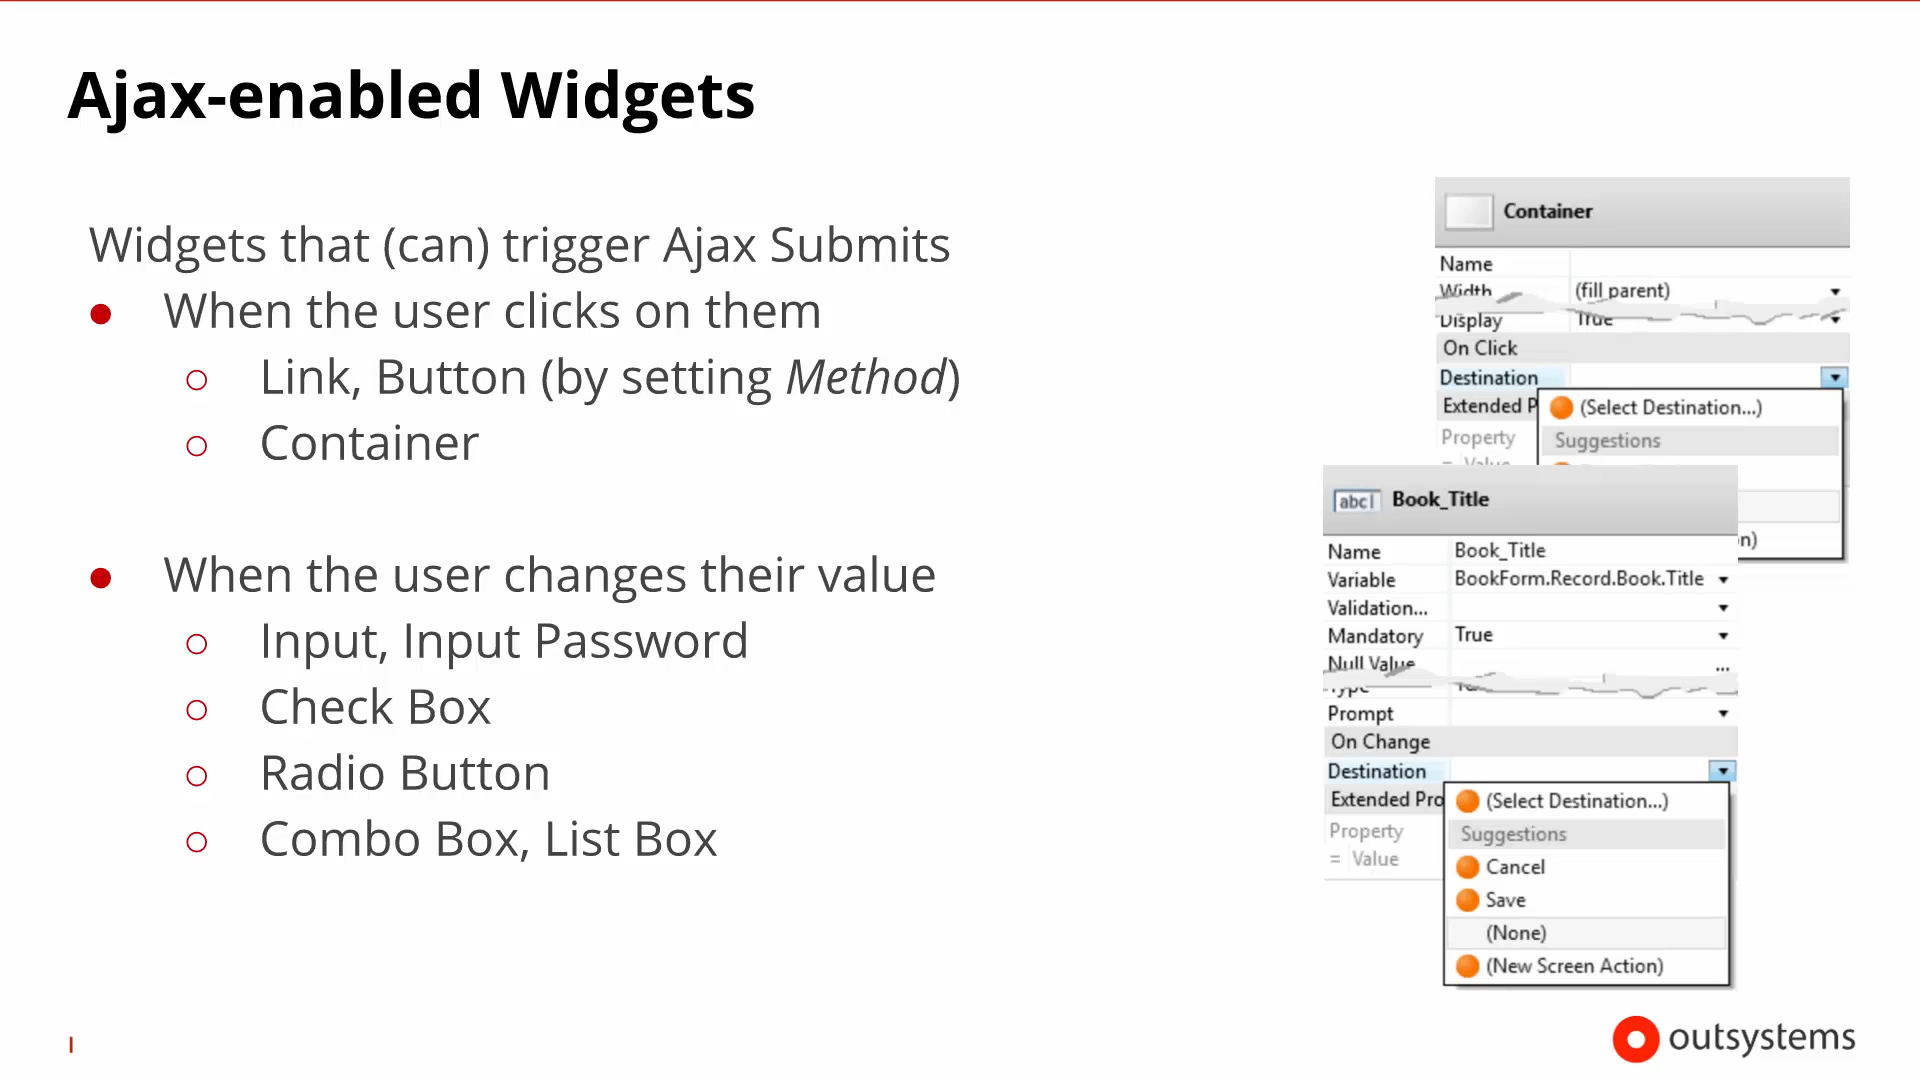 Ajax-enabled Widgets
Widgets that (can) trigger Ajax Submits
● When the user clicks on them
○ Link, Button (by setting Method)
○ Container
● When the user changes their value
○ Input, Input Password
○ Check Box
○ Radio Button
○ Combo Box, List Box
Container
Name
Width (fill parent)
Display True
On Click
Destination
Extended P
(Select Destination...)
Property
Suggestions
= Value
n)
abc Book_Title
Name Book_Title
Variable BookForm.Record.Book.Title
Validation...
Mandatory True
Null Value ...
Type
Prompt
On Change
Destination
Extended Pro
(Select Destination...)
Property
Suggestions
= Value
Cancel
Save
(None)
(New Screen Action)
outsystems